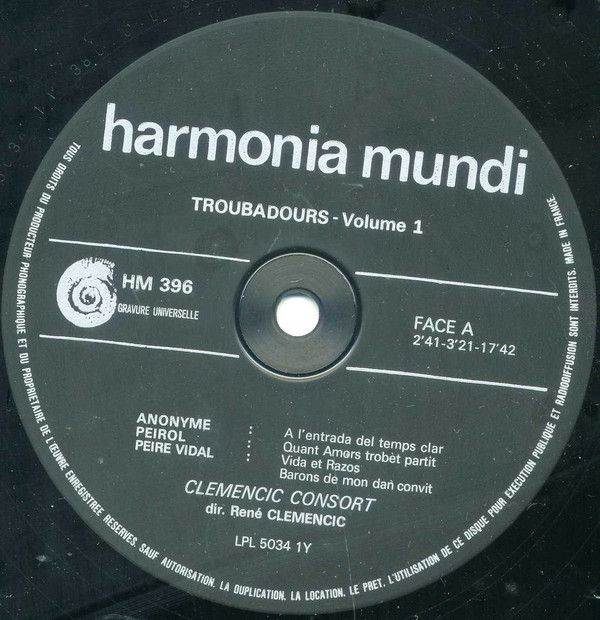 harmonia mundi
TROUBADOURS - Volume 1
HM 396
GRAVURE UNIVERSELLE
FACE A
2'41-3'21-17'42
ANONYME : A l'entrada del temps clar
PEIROL : Quant Amors trobèt partit
PEIRE VIDAL : Vida et Razos
Barons de mon dan convit
CLEMENCIC CONSORT
dir. René CLEMENCIC
LPL 5034 1Y
TOUS DROITS DU PRODUCTEUR PHONOGRAPHIQUE ET DU PROPRIETAIRE DE L'ŒUVRE ENREGISTREE RESERVES. SAUF AUTORISATION, LA DUPLICATION, LA LOCATION, LE PRET, L'UTILISATION DE CE DISQUE POUR EXECUTION PUBLIQUE ET RADIODIFFUSION SONT INTERDITS. MADE IN FRANCE